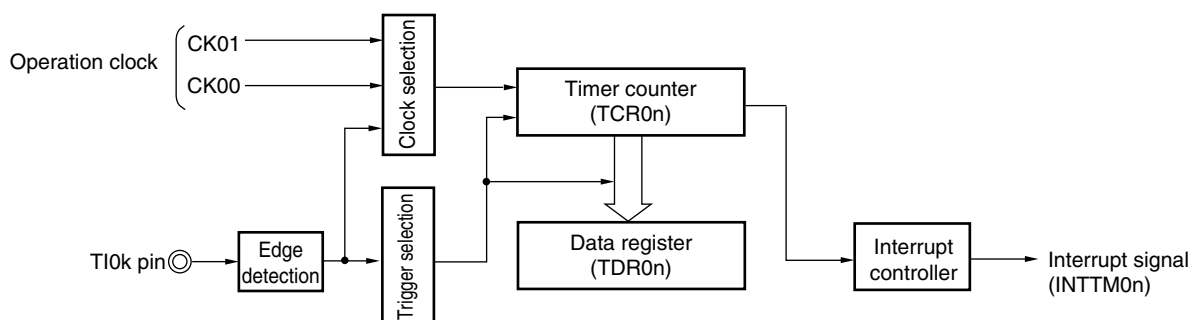 Operation clock
CK01
CK00
Clock selection
Timer counter
(TCR0n)
TI0k pin
Edge
detection
Trigger selection
Data register
(TDR0n)
Interrupt
controller
Interrupt signal
(INTTM0n)